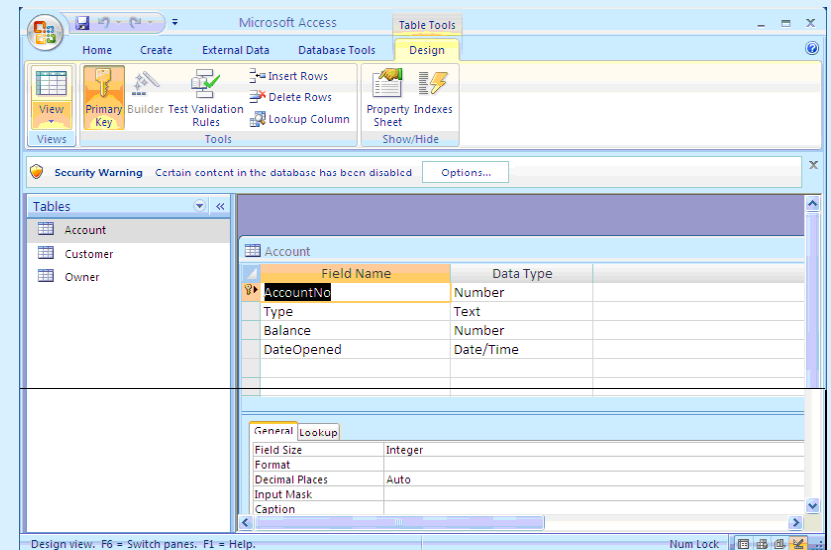 Microsoft Access
Table Tools
Home Create External Data Database Tools Design
View
Primary Key
Builder
Test Validation Rules
Insert Rows
Delete Rows
Lookup Column
Property Sheet
Indexes
Views
Tools
Show/Hide
Security Warning Certain content in the database has been disabled Options...
Tables
Account
Customer
Owner
Account
Field Name Data Type
AccountNo Number
Type Text
Balance Number
DateOpened Date/Time
General Lookup
Field Size Integer
Format
Decimal Places Auto
Input Mask
Caption
Design view. F6 = Switch panes. F1 = Help. Num Lock